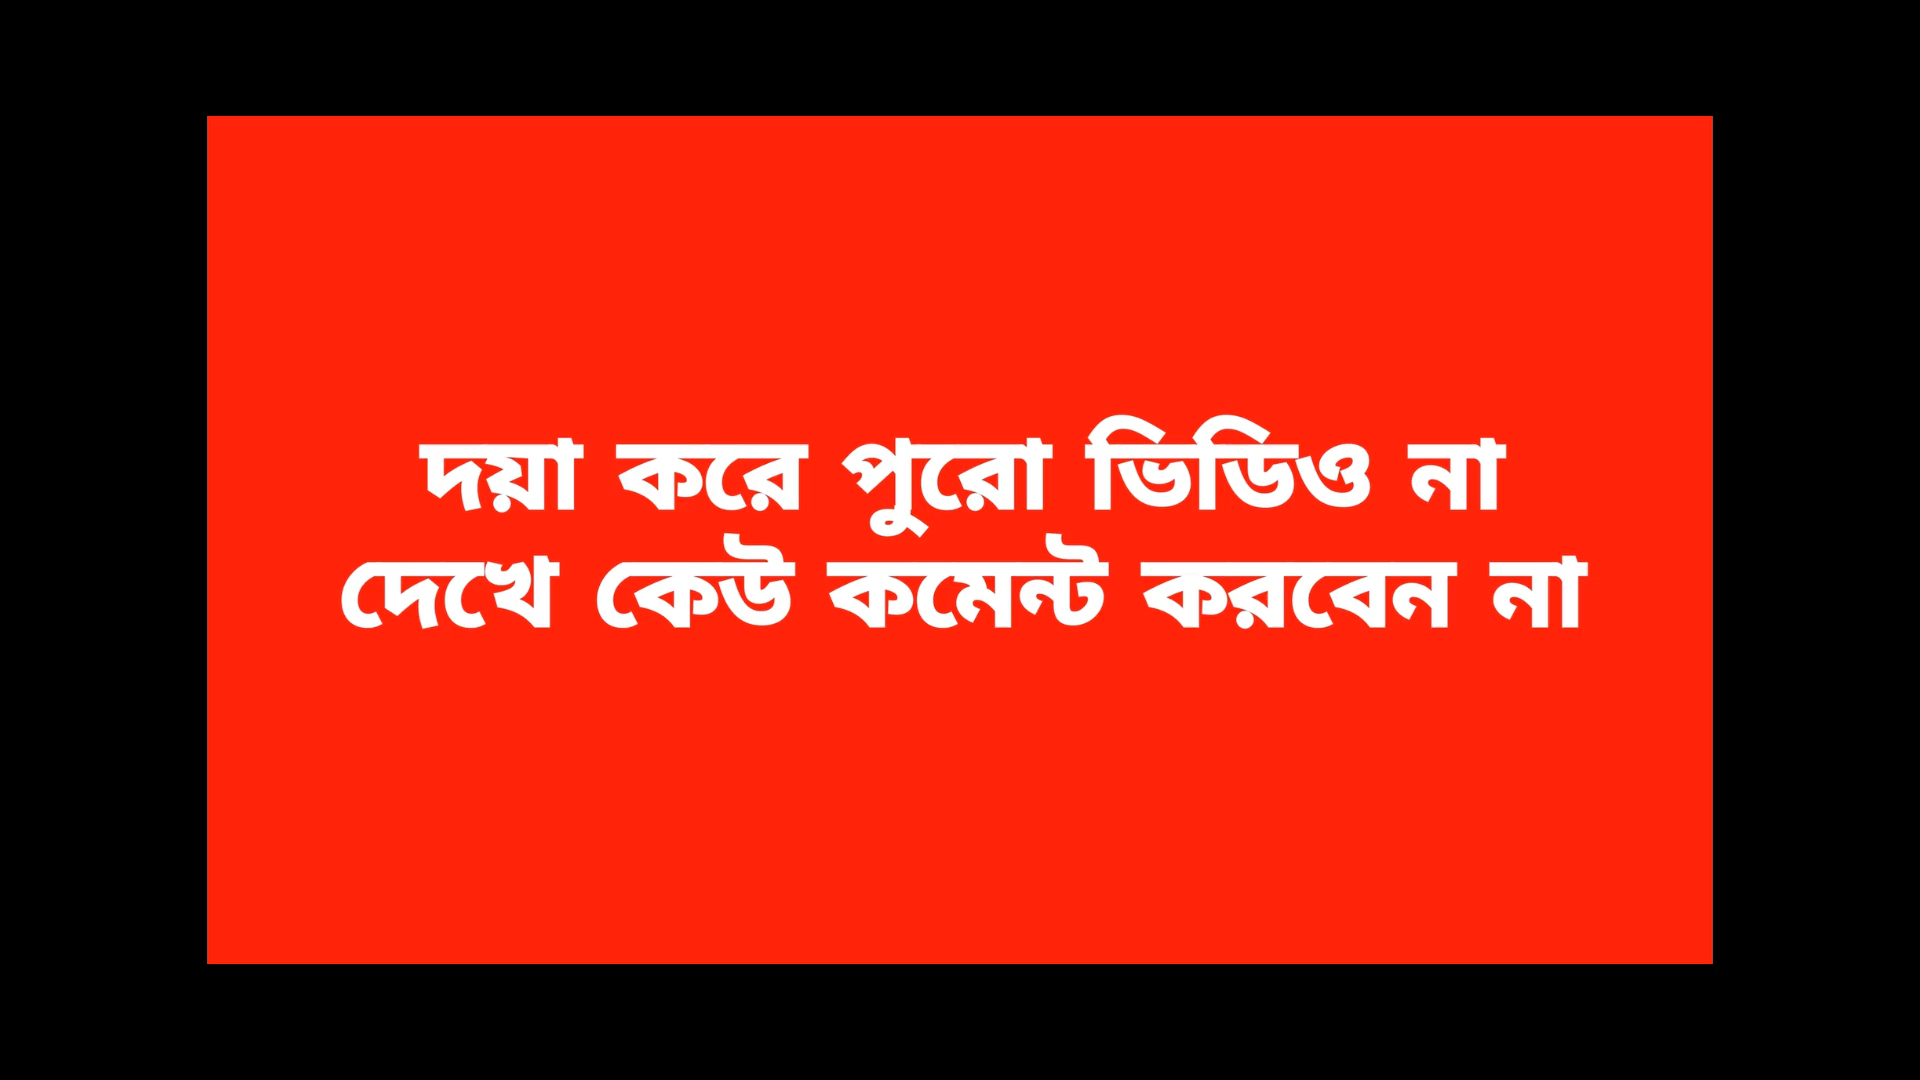 দয়া করে পুরো ভিডিও না
দেখে কেউ কমেন্ট করবেন না